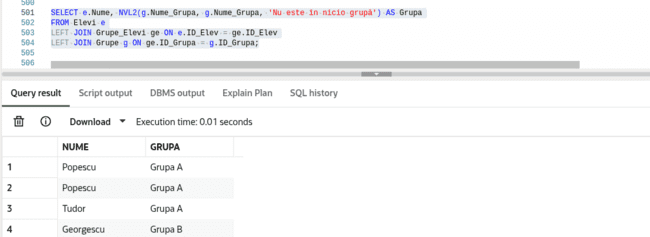 500
501 SELECT e.Nume, NVL2(g.Nume_Grupa, g.Nume_Grupa, 'Nu este în nicio grupă') AS Grupa
502 FROM Elevi e
503 LEFT JOIN Grupe_Elevi ge ON e.ID_Elev = ge.ID_Elev
504 LEFT JOIN Grupe g ON ge.ID_Grupa = g.ID_Grupa;
505
506
Query result Script output DBMS output Explain Plan SQL history
Download Execution time: 0.01 seconds
NUME GRUPA
1 Popescu Grupa A
2 Popescu Grupa A
3 Tudor Grupa A
4 Georgescu Grupa B